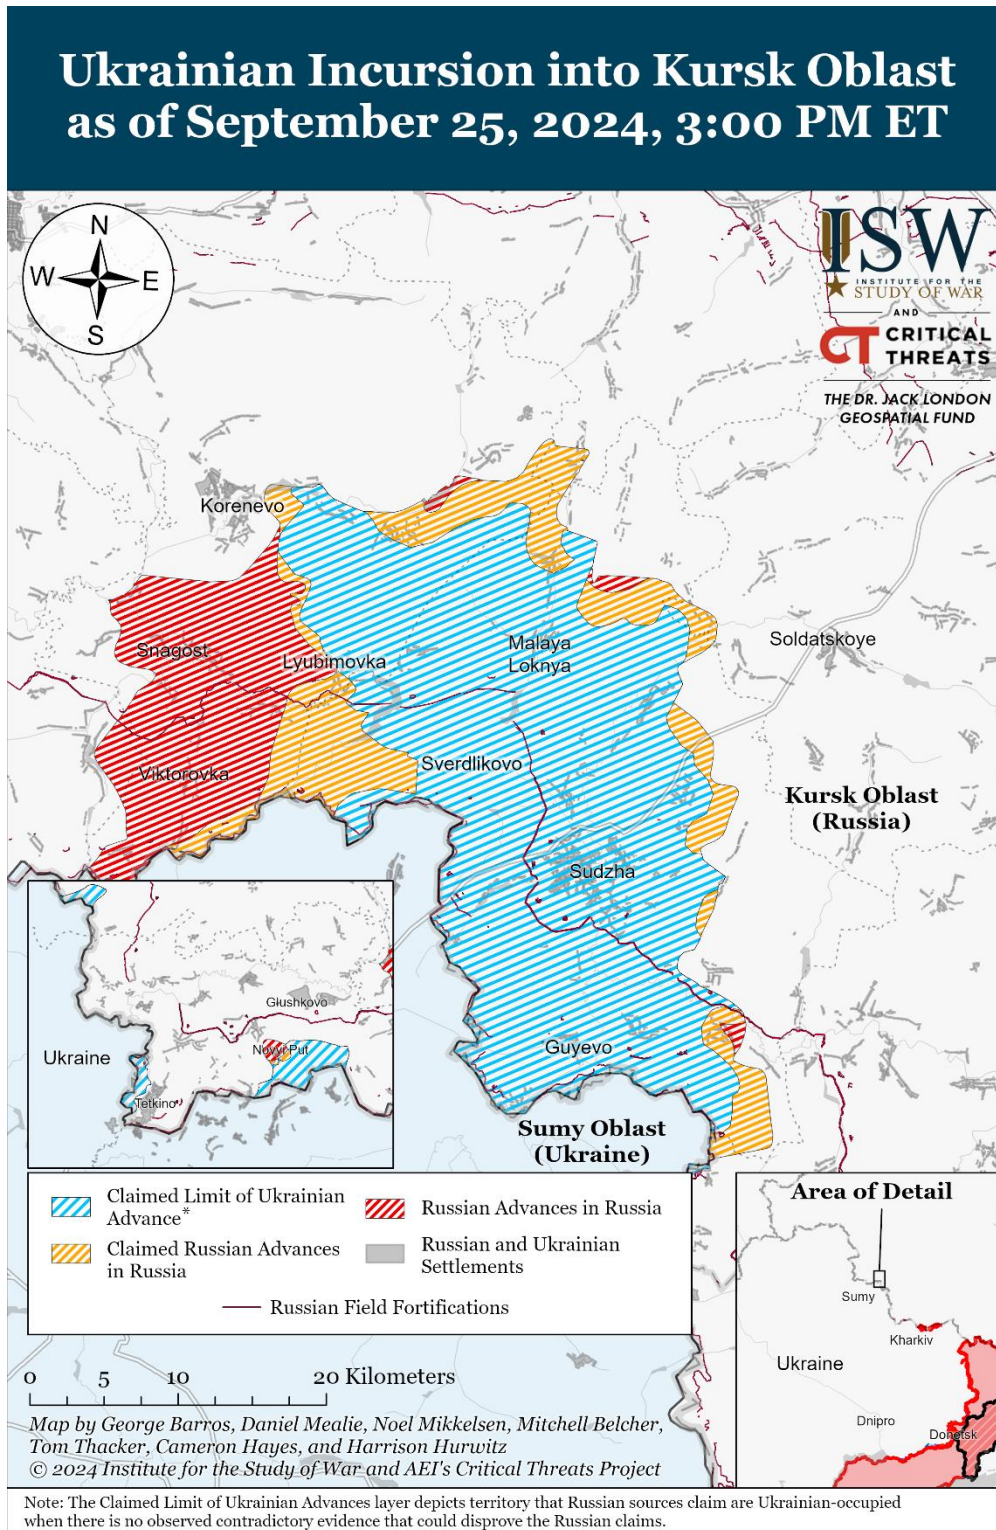 Ukrainian Incursion into Kursk Oblast
as of September 25, 2024, 3:00 PM ET
N
W
E
S
ISW
INSTITUTE FOR THE
STUDY OF WAR
AND
CT CRITICAL
THREATS
THE DR. JACK LONDON
GEOSPATIAL FUND
Korenevo
Snagost
Lyubimovka
Malaya
Loknya
Soldatskoye
Viktorovka
Sverdlikovo
Kursk Oblast
(Russia)
Sudzha
Guyevo
Sumy Oblast
(Ukraine)
Glushkovo
Ukraine
Novyi Put
Tetkino
Claimed Limit of Ukrainian
Advance*
Russian Advances in Russia
Claimed Russian Advances
in Russia
Russian and Ukrainian
Settlements
Russian Field Fortifications
Area of Detail
Sumy
Kharkiv
Ukraine
Dnipro
Donetsk
0 5 10 20 Kilometers
Map by George Barros, Daniel Mealie, Noel Mikkelsen, Mitchell Belcher,
Tom Thacker, Cameron Hayes, and Harrison Hurwitz
© 2024 Institute for the Study of War and AEI's Critical Threats Project
Note: The Claimed Limit of Ukrainian Advances layer depicts territory that Russian sources claim are Ukrainian-occupied
when there is no observed contradictory evidence that could disprove the Russian claims.